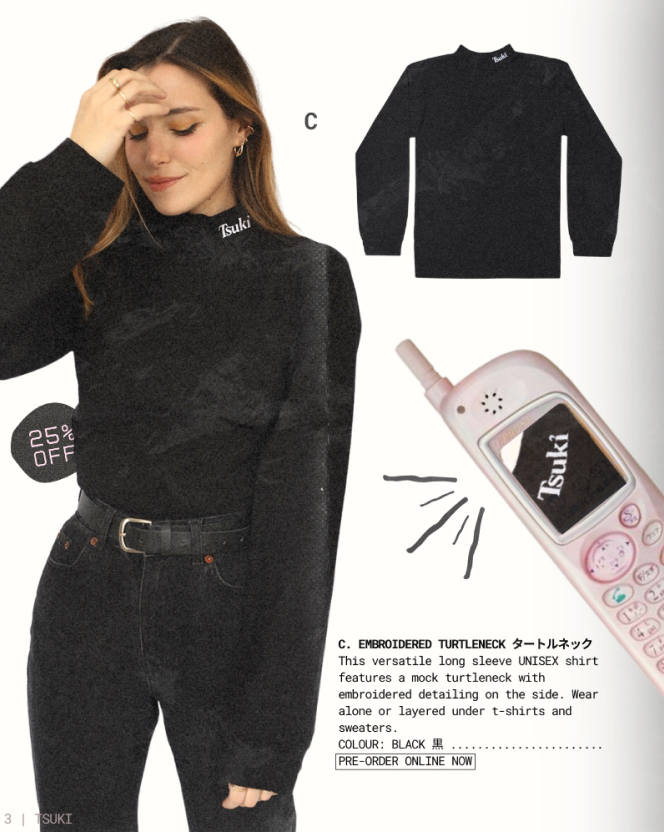 C
Tsuki
Tsuki
25%
OFF
Tsuki
C. EMBROIDERED TURTLENECK タートルネック
This versatile long sleeve UNISEX shirt
features a mock turtleneck with
embroidered detailing on the side. Wear
alone or layered under t-shirts and
sweaters.
COLOUR: BLACK 黒 .......................
PRE-ORDER ONLINE NOW
3 | TSUKI